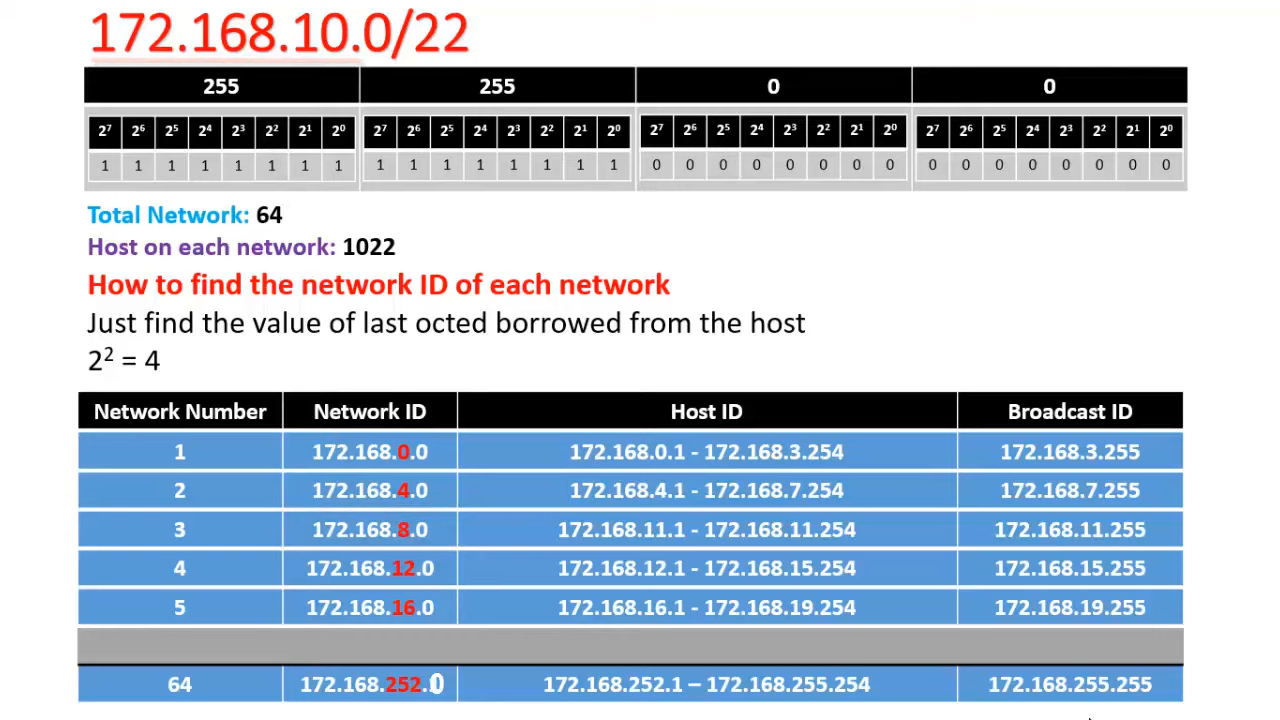 172.168.10.0/22
255 255 0 0
2⁷ 2⁶ 2⁵ 2⁴ 2³ 2² 2¹ 2⁰ 2⁷ 2⁶ 2⁵ 2⁴ 2³ 2² 2¹ 2⁰ 2⁷ 2⁶ 2⁵ 2⁴ 2³ 2² 2¹ 2⁰ 2⁷ 2⁶ 2⁵ 2⁴ 2³ 2² 2¹ 2⁰
1 1 1 1 1 1 1 1 1 1 1 1 1 1 1 1 0 0 0 0 0 0 0 0 0 0 0 0 0 0 0 0
Total Network: 64
Host on each network: 1022
How to find the network ID of each network
Just find the value of last octed borrowed from the host
2² = 4
Network Number Network ID Host ID Broadcast ID
1 172.168.0.0 172.168.0.1 - 172.168.3.254 172.168.3.255
2 172.168.4.0 172.168.4.1 - 172.168.7.254 172.168.7.255
3 172.168.8.0 172.168.11.1 - 172.168.11.254 172.168.11.255
4 172.168.12.0 172.168.12.1 - 172.168.15.254 172.168.15.255
5 172.168.16.0 172.168.16.1 - 172.168.19.254 172.168.19.255
64 172.168.252.0 172.168.252.1 – 172.168.255.254 172.168.255.255